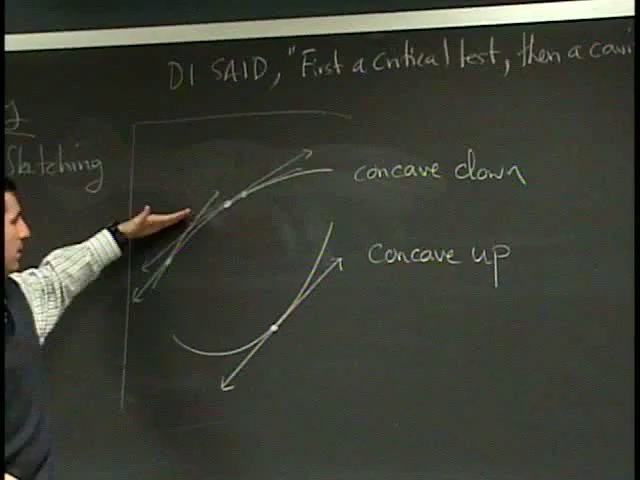 DI SAID, "First a critical test, then a
Sketching
concave down
concave up